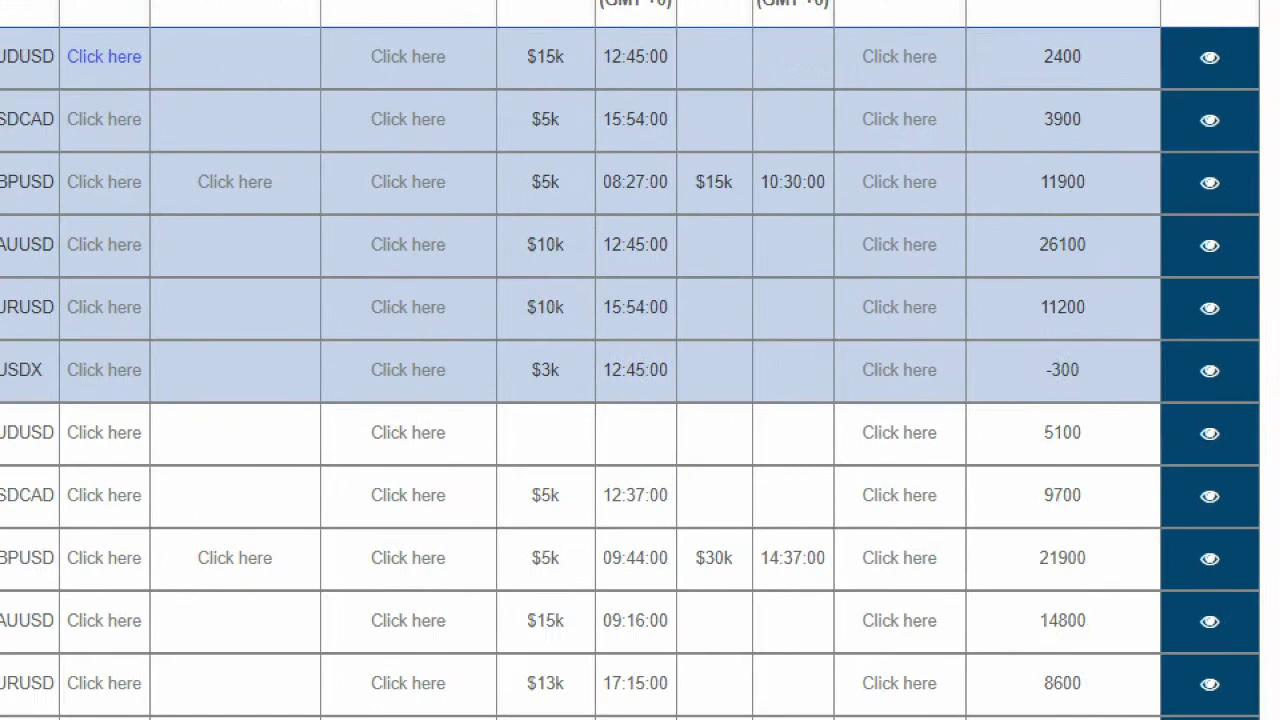 JDUSD Click here Click here $15k 12:45:00 Click here 2400
SDCAD Click here Click here $5k 15:54:00 Click here 3900
BPUSD Click here Click here Click here $5k 08:27:00 $15k 10:30:00 Click here 11900
AUUSD Click here Click here $10k 12:45:00 Click here 26100
URUSD Click here Click here $10k 15:54:00 Click here 11200
USDX Click here Click here $3k 12:45:00 Click here -300
JDUSD Click here Click here Click here 5100
SDCAD Click here Click here $5k 12:37:00 Click here 9700
BPUSD Click here Click here Click here $5k 09:44:00 $30k 14:37:00 Click here 21900
AUUSD Click here Click here $15k 09:16:00 Click here 14800
URUSD Click here Click here $13k 17:15:00 Click here 8600